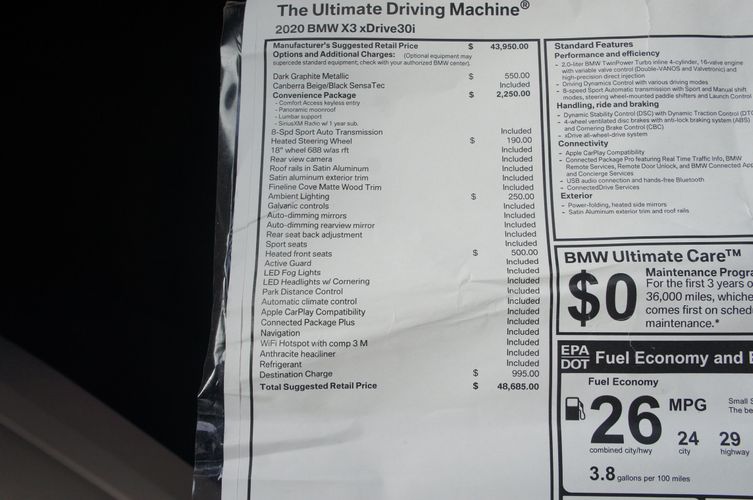 The Ultimate Driving Machine®
2020 BMW X3 xDrive30i
Manufacturer's Suggested Retail Price $ 43,950.00
Options and Additional Charges: (Optional equipment may
supercede standard equipment; check with your authorized BMW center).
Dark Graphite Metallic $ 550.00
Canberra Beige/Black SensaTec Included
Convenience Package $ 2,250.00
- Comfort Access keyless entry
- Panoramic moonroof
- Lumbar support
- SiriusXM Radio w/ 1 year sub.
8-Spd Sport Auto Transmission Included
Heated Steering Wheel $ 190.00
18" wheel 688 w/as rft Included
Rear view camera Included
Roof rails in Satin Aluminum Included
Satin aluminum exterior trim Included
Fineline Cove Matte Wood Trim Included
Ambient Lighting $ 250.00
Galvanic controls Included
Auto-dimming mirrors Included
Auto-dimming rearview mirror Included
Rear seat back adjustment Included
Sport seats Included
Heated front seats $ 500.00
Active Guard Included
LED Fog Lights Included
LED Headlights w/ Cornering Included
Park Distance Control Included
Automatic climate control Included
Apple CarPlay Compatibility Included
Connected Package Plus Included
Navigation Included
WiFi Hotspot with comp 3 M Included
Anthracite headliner Included
Refrigerant Included
Destination Charge $ 995.00
Total Suggested Retail Price $ 48,685.00
Standard Features
Performance and efficiency
- 2.0-liter BMW TwinPower Turbo inline 4-cylinder, 16-valve engine
with variable valve control (Double-VANOS and Valvetronic) and
high-precision direct injection
- Driving Dynamics Control with various driving modes
- 8-speed Sport Automatic transmission with Sport and Manual shift
modes, steering wheel-mounted paddle shifters and Launch Control
Handling, ride and braking
- Dynamic Stability Control (DSC) with Dynamic Traction Control (DTC
- 4-wheel ventilated disc brakes with anti-lock braking system (ABS)
and Cornering Brake Control (CBC)
- xDrive all-wheel-drive system
Connectivity
- Apple CarPlay Compatibility
- Connected Package Pro featuring Real Time Traffic Info, BMW
Remote Services, Remote Door Unlock, and BMW Connected App
and Concierge Services
- USB audio connection and hands-free Bluetooth
- ConnectedDrive Services
Exterior
- Power-folding, heated side mirrors
- Satin Aluminum exterior trim and roof rails
BMW Ultimate Care™
$0
Maintenance Progra
For the first 3 years o
36,000 miles, whiche
comes first on sched
maintenance.*
EPA
DOT Fuel Economy and E
Fuel Economy
26 MPG
Small S
The be
combined city/hwy
24 29
city highway
3.8 gallons per 100 miles